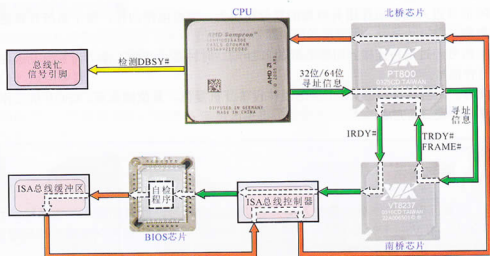 CPU
北桥芯片
总线忙
信号引脚
检测DBSY#
AMD Sempron
AMD
VIA
PT800
32位/64位
寻址信息
寻址
信息
IRDY#
TRDY#
FRAME#
ISA总线缓冲区
自检
程序
ISA总线控制器
VIA
VT8237
BIOS芯片
南桥芯片